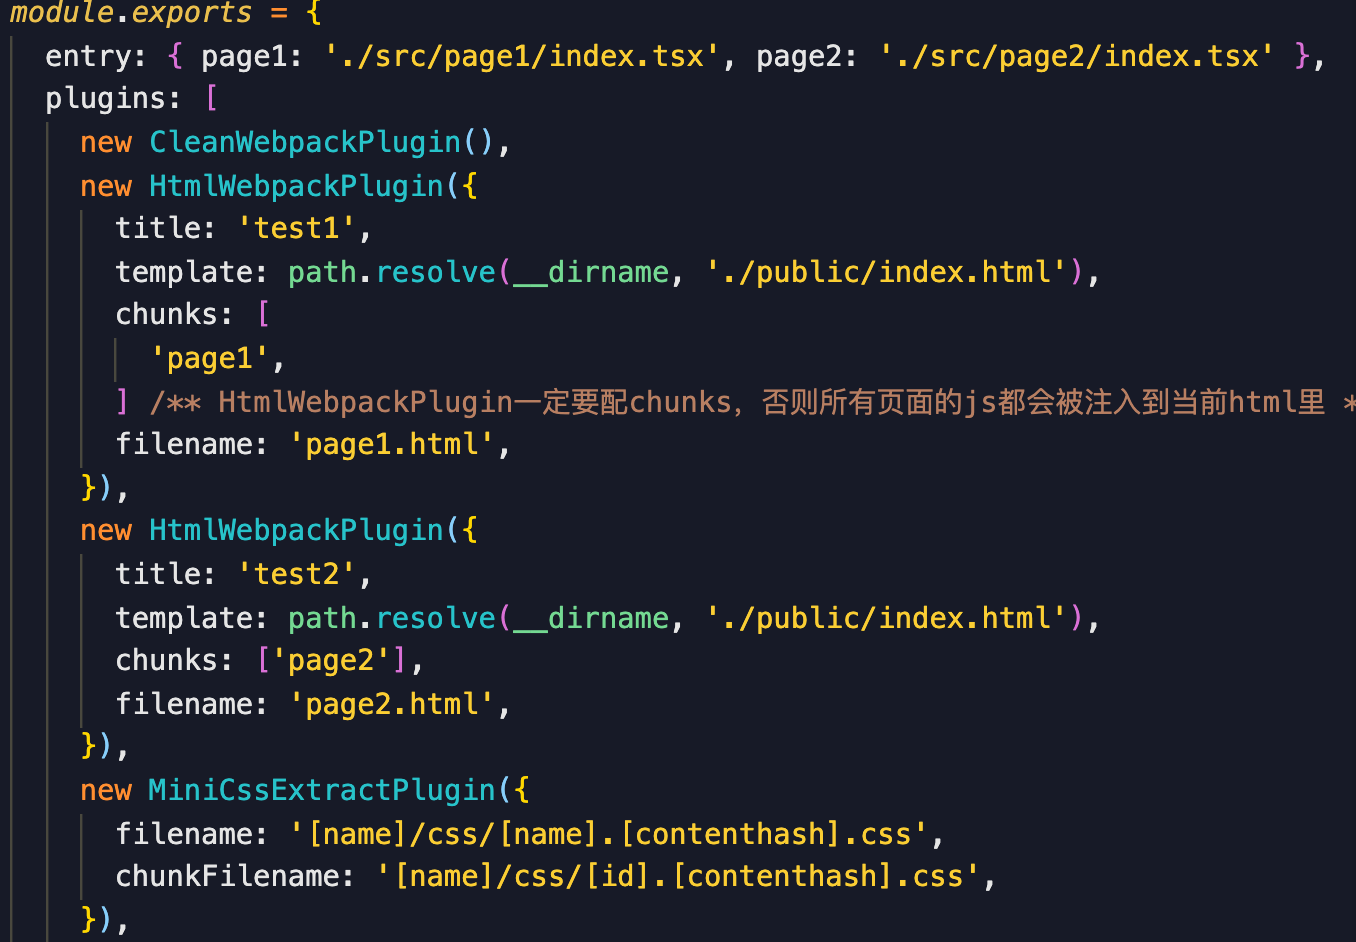 module.exports = {
entry: { page1: './src/page1/index.tsx', page2: './src/page2/index.tsx' },
plugins: [
new CleanWebpackPlugin(),
new HtmlWebpackPlugin({
title: 'test1',
template: path.resolve(__dirname, './public/index.html'),
chunks: [
'page1',
] /** HtmlWebpackPlugin一定要配chunks，否则所有页面的js都会被注入到当前html里 *
filename: 'page1.html',
}),
new HtmlWebpackPlugin({
title: 'test2',
template: path.resolve(__dirname, './public/index.html'),
chunks: ['page2'],
filename: 'page2.html',
}),
new MiniCssExtractPlugin({
filename: '[name]/css/[name].[contenthash].css',
chunkFilename: '[name]/css/[id].[contenthash].css',
}),